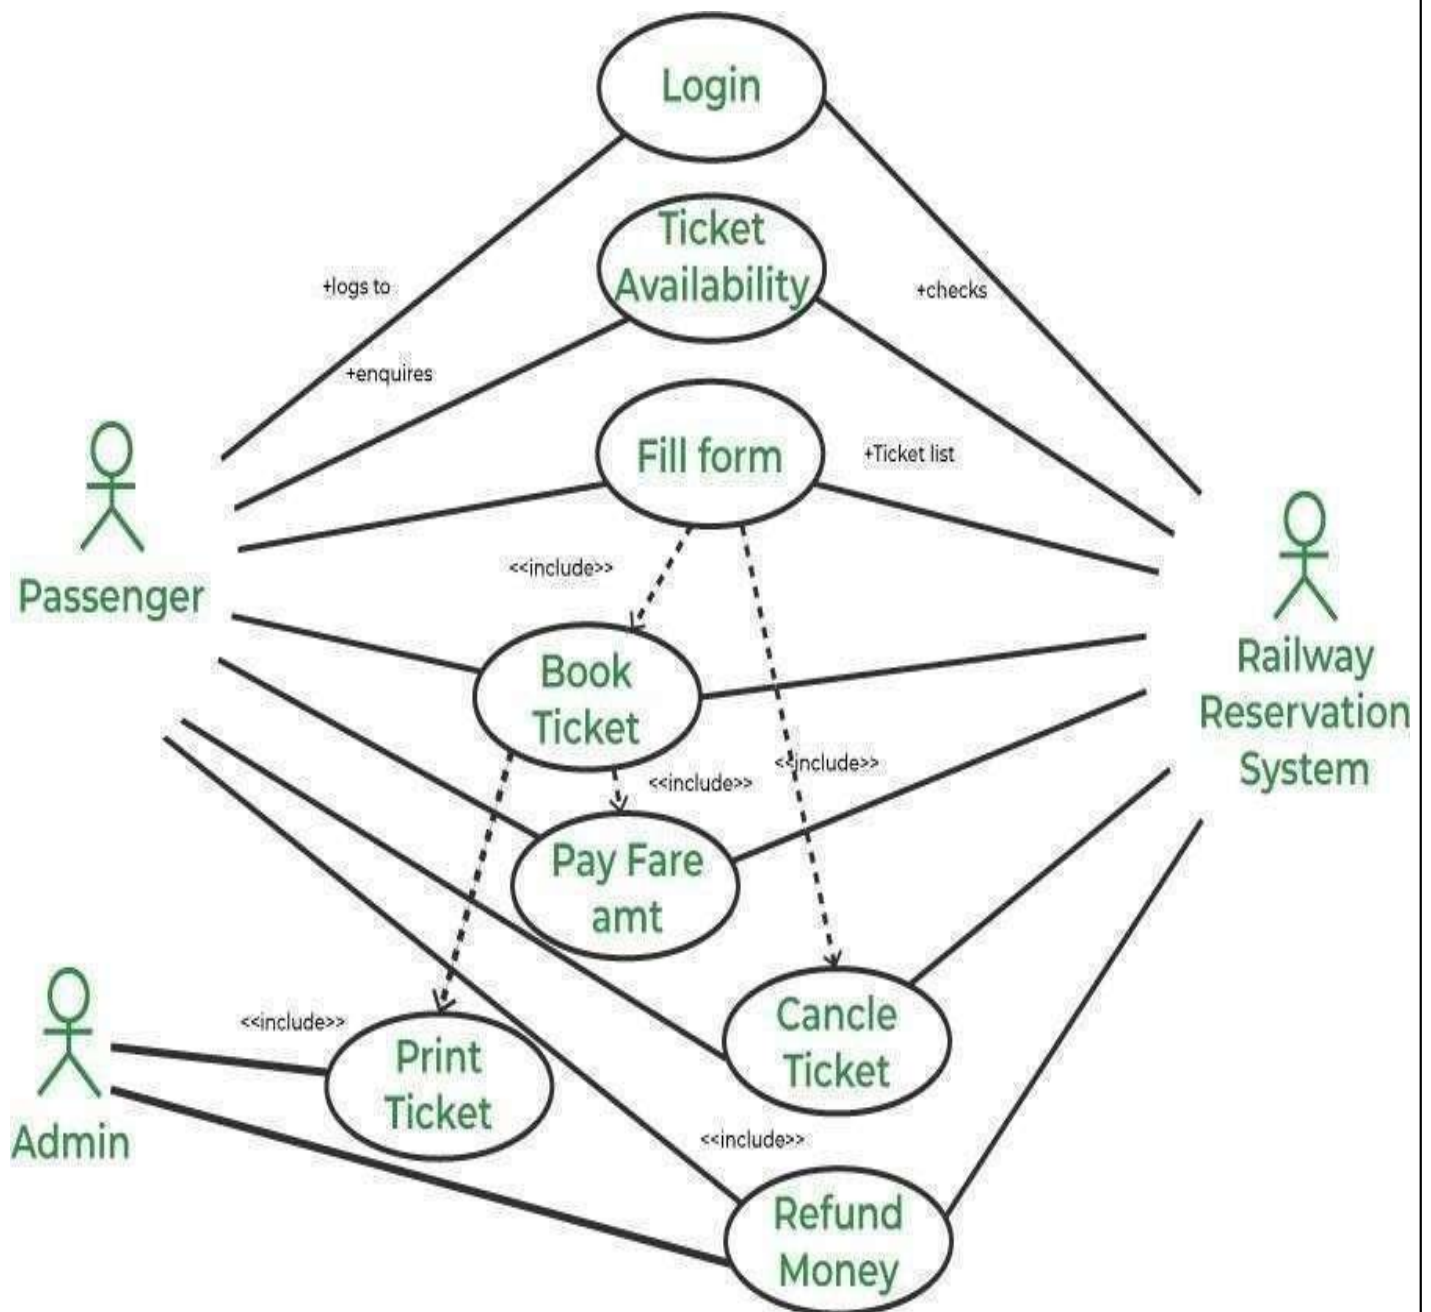 Login
Ticket
Availability
+logs to
+checks
+enquires
Fill form
+Ticket list
<<include>>
Passenger
Book
Ticket
Railway
Reservation
System
<<include>>
<<include>>
Pay Fare
amt
<<include>>
Cancle
Ticket
Print
Ticket
Admin
<<include>>
Refund
Money